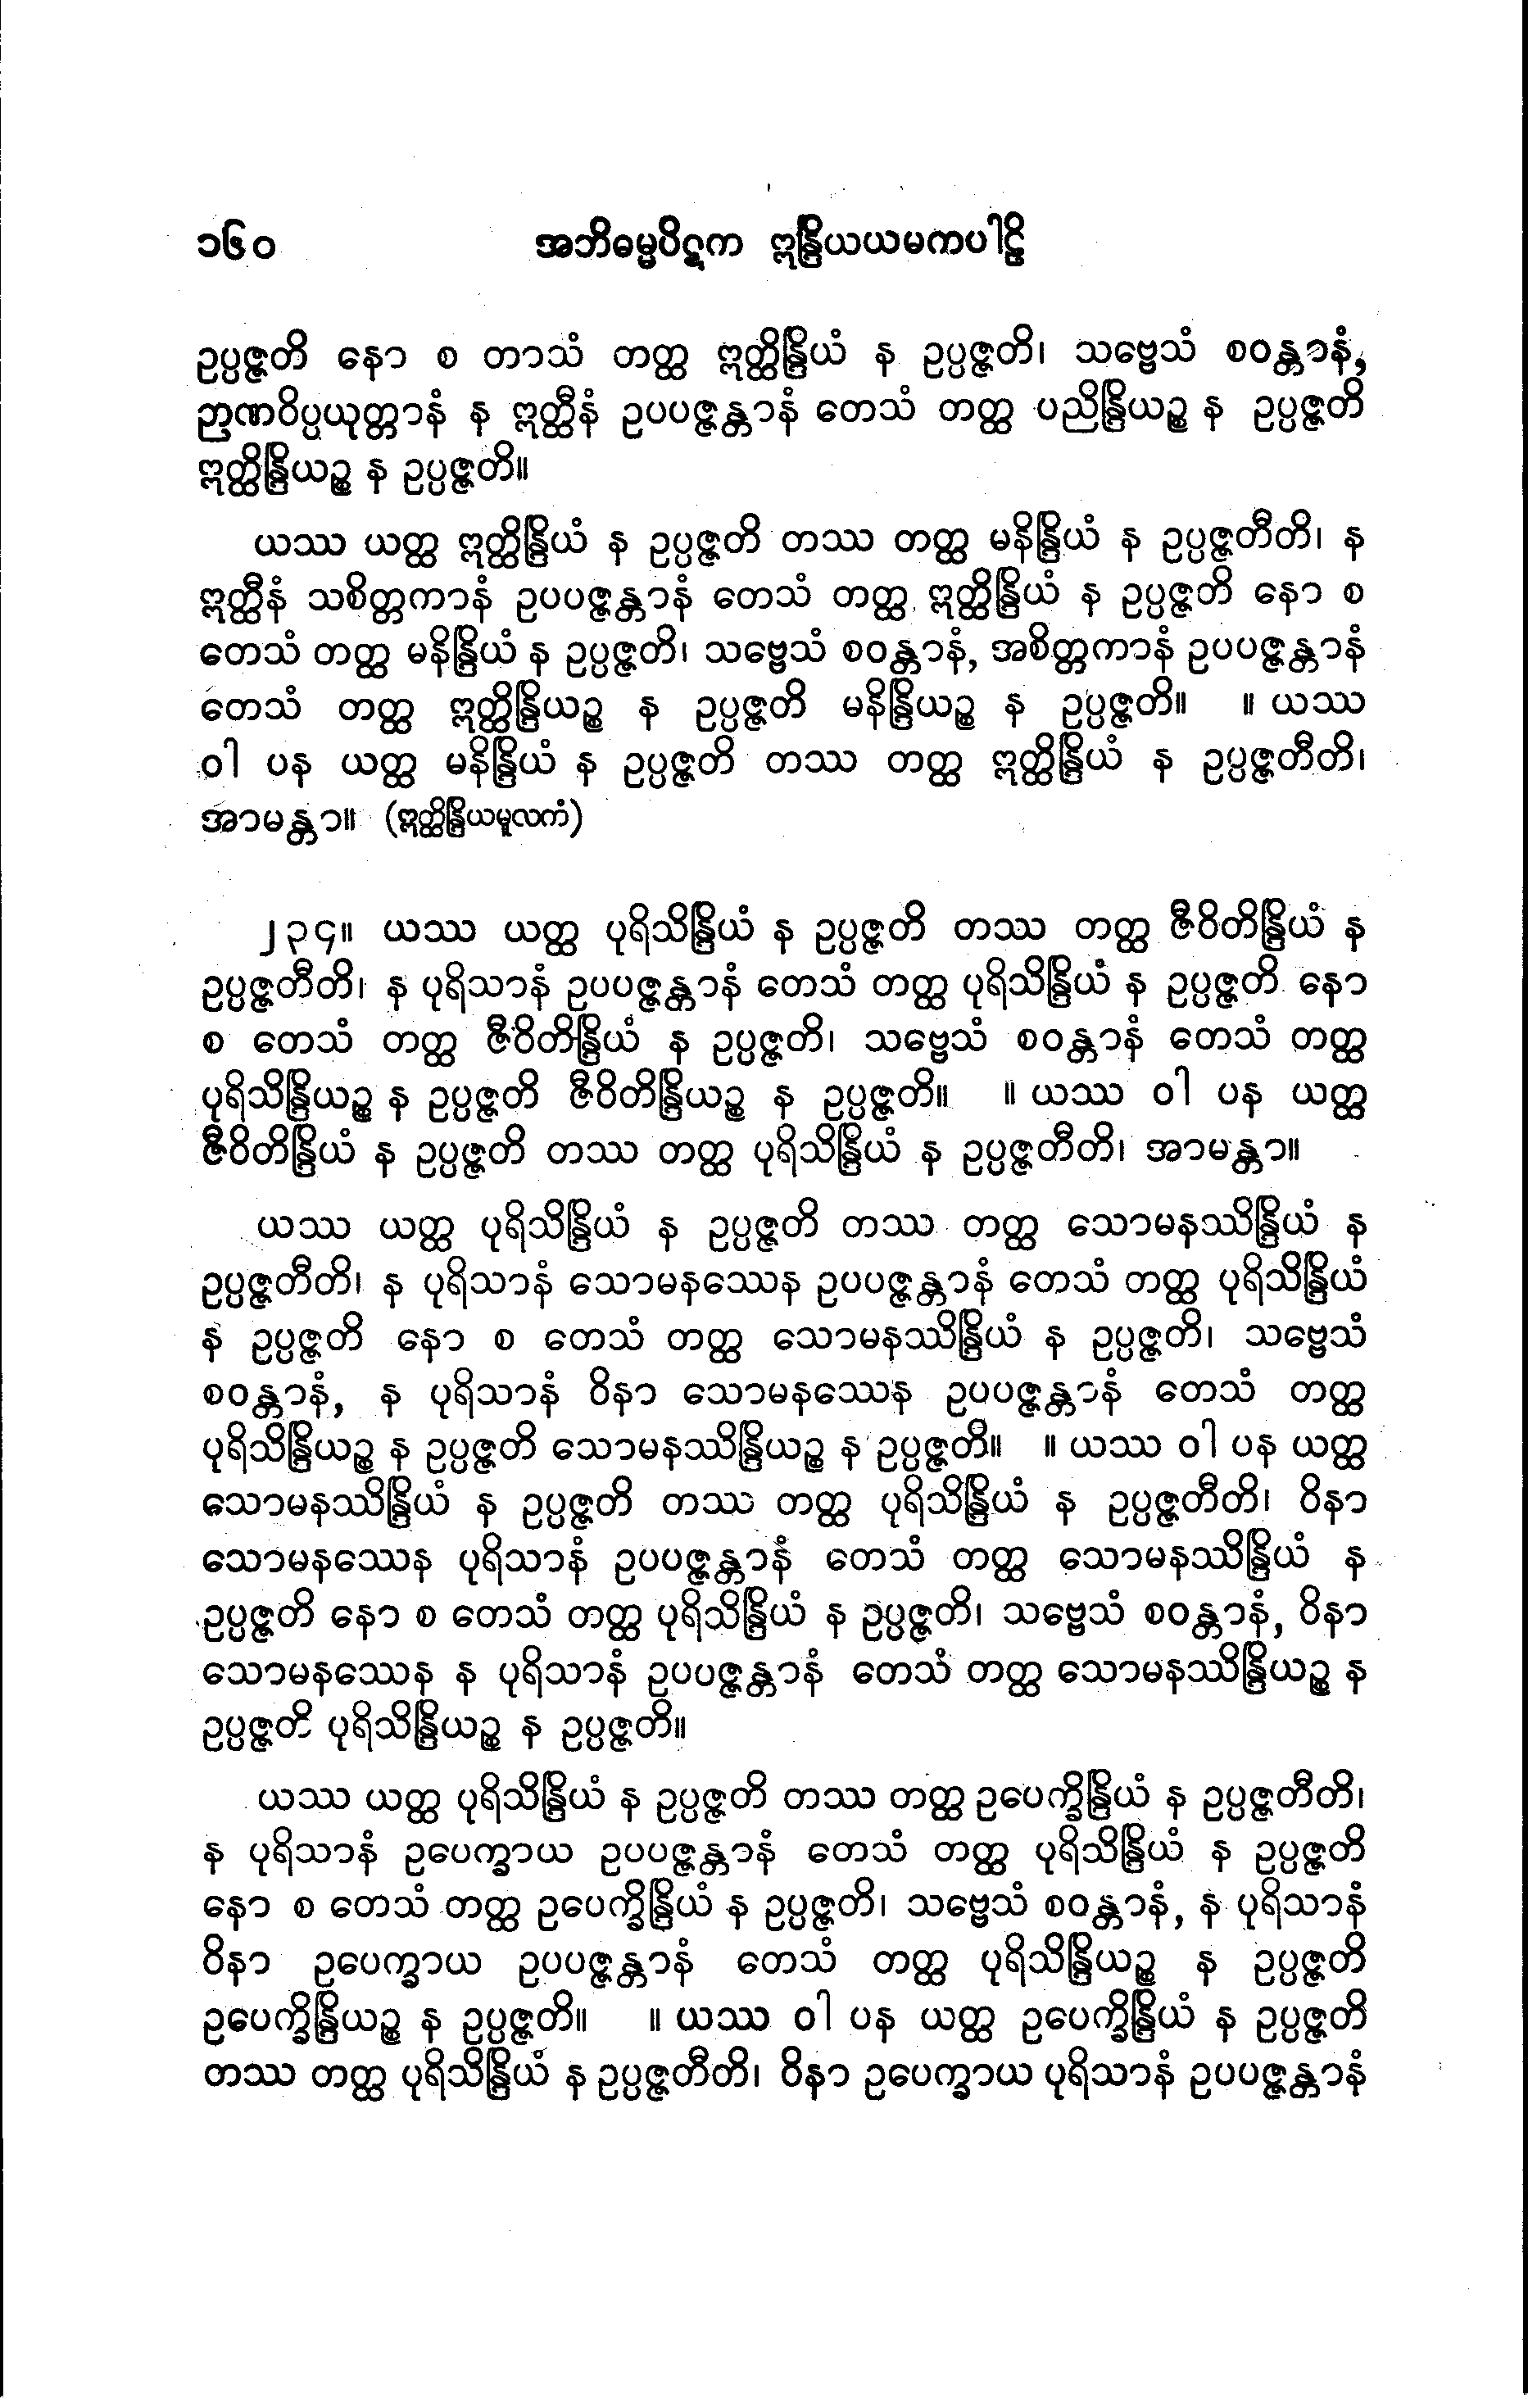 ၁၆၀ အဘိဓမ္မပိဋက ဣန္ဒြိယယမကပါဠိ
ဥပ္ပဇ္ဇတိ နော စ တာသံ တတ္ထ ဣတ္ထိန္ဒြိယံ န ဥပ္ပဇ္ဇတိ၊ သဗ္ဗေသံ စဝန္တာနံ,
ဉာဏဝိပ္ပယုတ္တာနံ န ဣတ္ထီနံ ဥပပဇ္ဇန္တာနံ တေသံ တတ္ထ ပညိန္ဒြိယဉ္စ န ဥပ္ပဇ္ဇတိ
ဣတ္ထိန္ဒြိယဉ္စ န ဥပ္ပဇ္ဇတိ။
ယဿ ယတ္ထ ဣတ္ထိန္ဒြိယံ န ဥပ္ပဇ္ဇတိ တဿ တတ္ထ မနိန္ဒြိယံ န ဥပ္ပဇ္ဇတီတိ၊ န
ဣတ္ထီနံ သစိတ္တကာနံ ဥပပဇ္ဇန္တာနံ တေသံ တတ္ထ ဣတ္ထိန္ဒြိယံ န ဥပ္ပဇ္ဇတိ နော စ
တေသံ တတ္ထ မနိန္ဒြိယံ န ဥပ္ပဇ္ဇတိ၊ သဗ္ဗေသံ စဝန္တာနံ, အစိတ္တကာနံ ဥပပဇ္ဇန္တာနံ
တေသံ တတ္ထ ဣတ္ထိန္ဒြိယဉ္စ န ဥပ္ပဇ္ဇတိ မနိန္ဒြိယဉ္စ န ဥပ္ပဇ္ဇတိ။ ။ ယဿ
ဝါ ပန ယတ္ထ မနိန္ဒြိယံ န ဥပ္ပဇ္ဇတိ တဿ တတ္ထ ဣတ္ထိန္ဒြိယံ န ဥပ္ပဇ္ဇတီတိ၊
အာမန္တာ။ (ဣတ္ထိန္ဒြိယမူလကံ)
၂၃၄။ ယဿ ယတ္ထ ပုရိသိန္ဒြိယံ န ဥပ္ပဇ္ဇတိ တဿ တတ္ထ ဇီဝိတိန္ဒြိယံ န
ဥပ္ပဇ္ဇတီတိ၊ န ပုရိသာနံ ဥပပဇ္ဇန္တာနံ တေသံ တတ္ထ ပုရိသိန္ဒြိယံ န ဥပ္ပဇ္ဇတိ နော
စ တေသံ တတ္ထ ဇီဝိတိန္ဒြိယံ န ဥပ္ပဇ္ဇတိ၊ သဗ္ဗေသံ စဝန္တာနံ တေသံ တတ္ထ
ပုရိသိန္ဒြိယဉ္စ န ဥပ္ပဇ္ဇတိ ဇီဝိတိန္ဒြိယဉ္စ န ဥပ္ပဇ္ဇတိ။ ။ ယဿ ဝါ ပန ယတ္ထ
ဇီဝိတိန္ဒြိယံ န ဥပ္ပဇ္ဇတိ တဿ တတ္ထ ပုရိသိန္ဒြိယံ န ဥပ္ပဇ္ဇတီတိ၊ အာမန္တာ။
ယဿ ယတ္ထ ပုရိသိန္ဒြိယံ န ဥပ္ပဇ္ဇတိ တဿ တတ္ထ သောမနဿိန္ဒြိယံ န
ဥပ္ပဇ္ဇတီတိ၊ န ပုရိသာနံ သောမနဿေန ဥပပဇ္ဇန္တာနံ တေသံ တတ္ထ ပုရိသိန္ဒြိယံ
န ဥပ္ပဇ္ဇတိ နော စ တေသံ တတ္ထ သောမနဿိန္ဒြိယံ န ဥပ္ပဇ္ဇတိ၊ သဗ္ဗေသံ
စဝန္တာနံ, န ပုရိသာနံ ဝိနာ သောမနဿေန ဥပပဇ္ဇန္တာနံ တေသံ တတ္ထ
ပုရိသိန္ဒြိယဉ္စ န ဥပ္ပဇ္ဇတိ သောမနဿိန္ဒြိယဉ္စ န ဥပ္ပဇ္ဇတိ။ ။ ယဿ ဝါ ပန ယတ္ထ
သောမနဿိန္ဒြိယံ န ဥပ္ပဇ္ဇတိ တဿ တတ္ထ ပုရိသိန္ဒြိယံ န ဥပ္ပဇ္ဇတီတိ၊ ဝိနာ
သောမနဿေန ပုရိသာနံ ဥပပဇ္ဇန္တာနံ တေသံ တတ္ထ သောမနဿိန္ဒြိယံ န
ဥပ္ပဇ္ဇတိ နော စ တေသံ တတ္ထ ပုရိသိန္ဒြိယံ န ဥပ္ပဇ္ဇတိ၊ သဗ္ဗေသံ စဝန္တာနံ, ဝိနာ
သောမနဿေန န ပုရိသာနံ ဥပပဇ္ဇန္တာနံ တေသံ တတ္ထ သောမနဿိန္ဒြိယဉ္စ န
ဥပ္ပဇ္ဇတိ ပုရိသိန္ဒြိယဉ္စ န ဥပ္ပဇ္ဇတိ။
ယဿ ယတ္ထ ပုရိသိန္ဒြိယံ န ဥပ္ပဇ္ဇတိ တဿ တတ္ထ ဥပေက္ခိန္ဒြိယံ န ဥပ္ပဇ္ဇတီတိ၊
န ပုရိသာနံ ဥပေက္ခာယ ဥပပဇ္ဇန္တာနံ တေသံ တတ္ထ ပုရိသိန္ဒြိယံ န ဥပ္ပဇ္ဇတိ
နော စ တေသံ တတ္ထ ဥပေက္ခိန္ဒြိယံ န ဥပ္ပဇ္ဇတိ၊ သဗ္ဗေသံ စဝန္တာနံ, န ပုရိသာနံ
ဝိနာ ဥပေက္ခာယ ဥပပဇ္ဇန္တာနံ တေသံ တတ္ထ ပုရိသိန္ဒြိယဉ္စ န ဥပ္ပဇ္ဇတိ
ဥပေက္ခိန္ဒြိယဉ္စ န ဥပ္ပဇ္ဇတိ။ ။ ယဿ ဝါ ပန ယတ္ထ ဥပေက္ခိန္ဒြိယံ န ဥပ္ပဇ္ဇတိ
တဿ တတ္ထ ပုရိသိန္ဒြိယံ န ဥပ္ပဇ္ဇတီတိ၊ ဝိနာ ဥပေက္ခာယ ပုရိသာနံ ဥပပဇ္ဇန္တာနံ